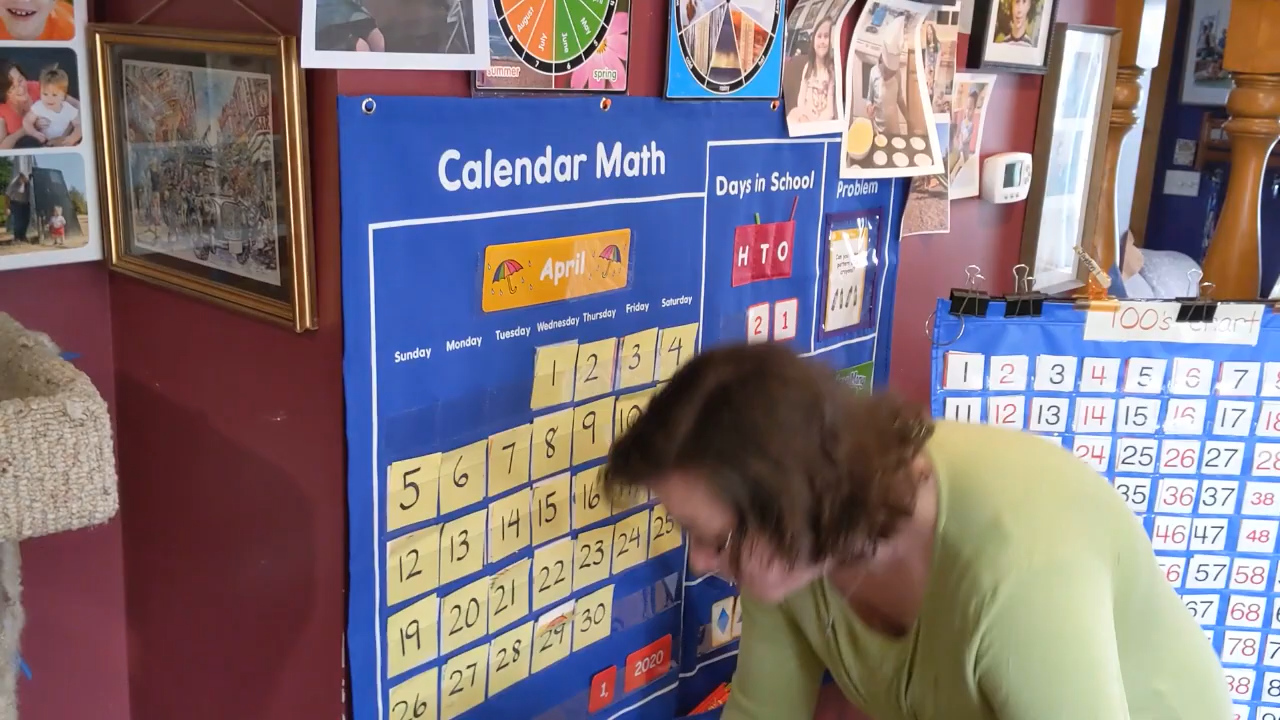 August
July
June
May
summer
spring
Calendar Math
April
Sunday Monday Tuesday Wednesday Thursday Friday Saturday
1 2 3 4
5 6 7 8 9 10
12 13 14 15 16
19 20 21 22 23 24 25
26 27 28 29 30
1, 2020
Days in School
H T O
2 1
Problem
100s Chart
1 2 3 4 5 6 7
11 12 13 14 15 16 17
24 25 26 27
35 36 37 38
46 47 48
57 58
67 68
78